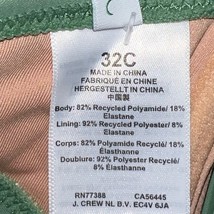 C
32C
MADE IN CHINA
FABRIQUÉ EN CHINE
HERGESTELLT IN CHINA
中国製
Body: 82% Recycled Polyamide/ 18%
Elastane
Lining: 92% Recycled Polyester/ 8%
Elastane
Corps: 82% Recyclé Polyamide/ 18%
Élasthanne
Doublure: 92% Polyester Recyclé/
8% Élasthanne
RN77388 CA56445
J. CREW NL D.V. EC4V 6JA